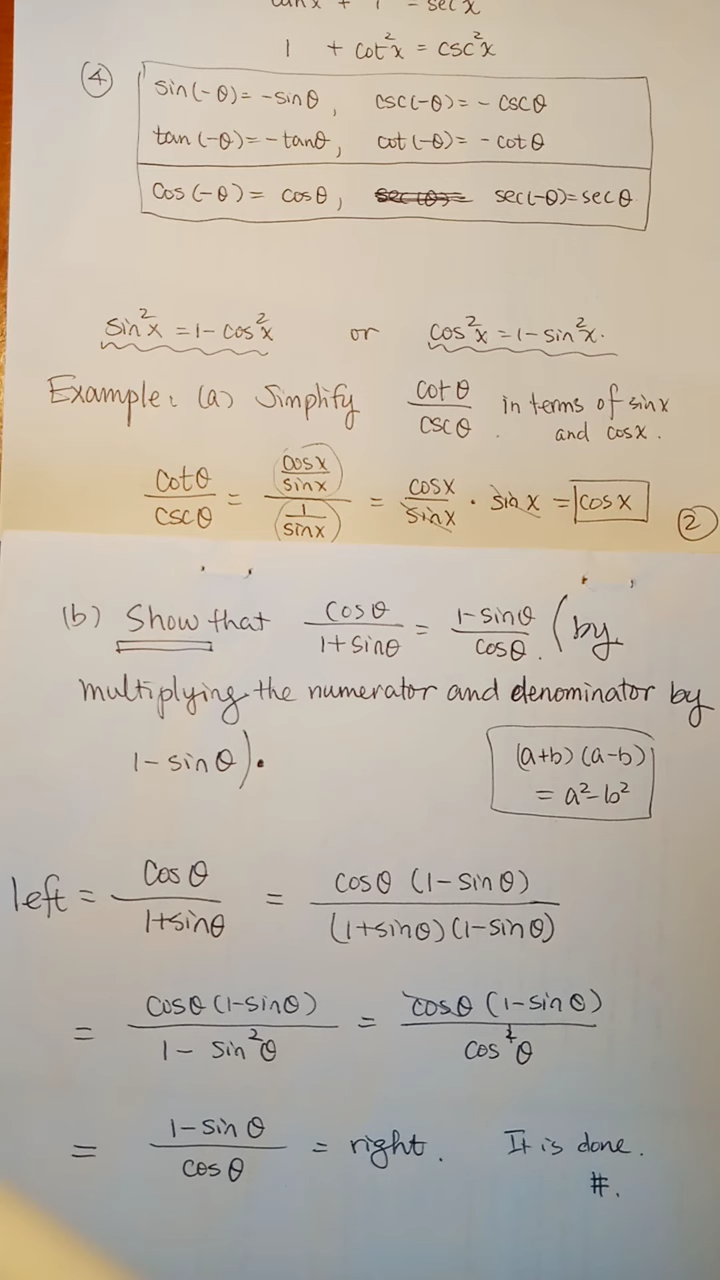 tan²x + 1 = sec²x
1 + cot²x = csc²x
④ sin(-θ) = -sinθ, csc(-θ) = -cscθ
tan(-θ) = -tanθ, cot(-θ) = -cotθ
Cos(-θ) = cosθ, sec(-θ) = secθ
sin²x = 1 - cos²x or cos²x = 1 - sin²x.
Example: (a) Simplify cotθ/cscθ in terms of sinx
and cosx.
cotθ/cscθ = (cosx/sinx)/(1/sinx) = cosx/sinx · sinx = cosx ②
(b) Show that cosθ/(1+sinθ) = (1-sinθ)/cosθ. (by
multiplying the numerator and denominator by
1 - sinθ).
(a+b)(a-b)
= a²-b²
left = Cosθ/(1+sinθ) = cosθ(1-sinθ)/((1+sinθ)(1-sinθ))
= cosθ(1-sinθ)/(1-sin²θ) = cosθ(1-sinθ)/cos²θ
= (1-sinθ)/cosθ = right. It is done.
#.